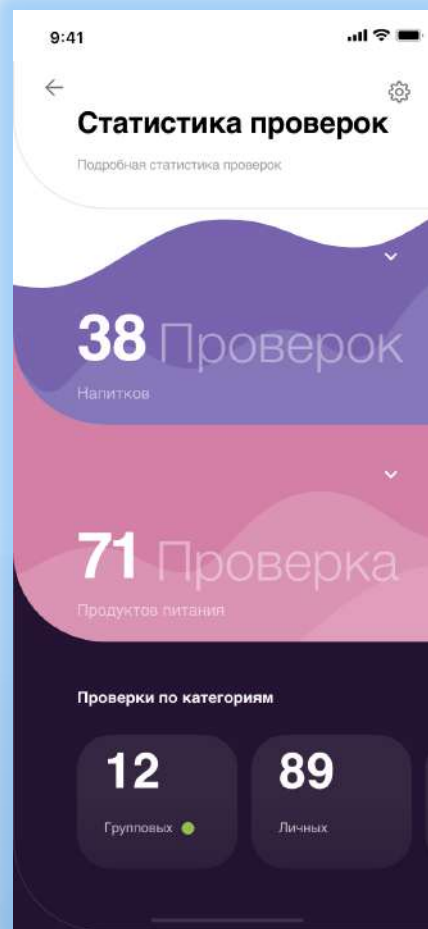 9:41
Статистика проверок
Подробная статистика проверок
38 Проверок
Напитков
71 Проверка
Продуктов питания
Проверки по категориям
12 89
Групповых Личных